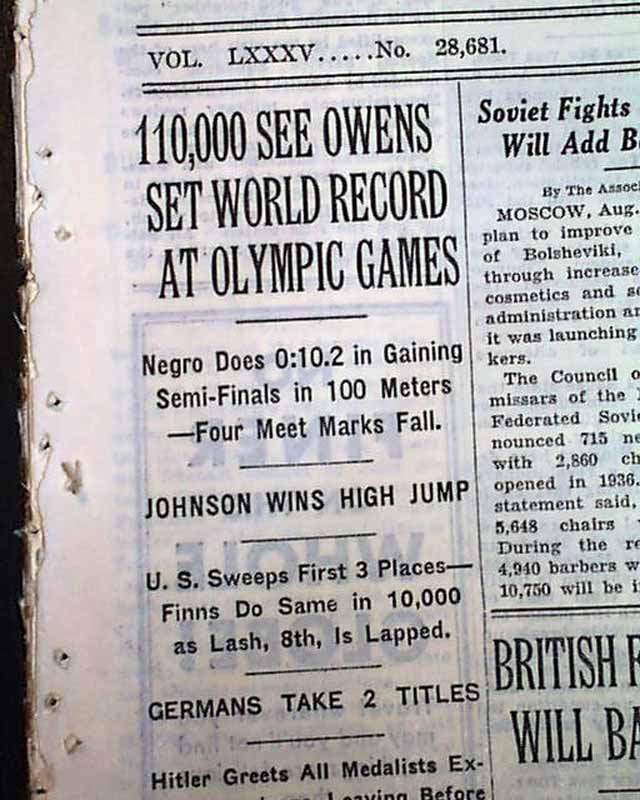 VOL. LXXXV.....No. 28,681.
110,000 SEE OWENS
SET WORLD RECORD
AT OLYMPIC GAMES
Negro Does 0:10.2 in Gaining
Semi-Finals in 100 Meters
—Four Meet Marks Fall.
JOHNSON WINS HIGH JUMP
U. S. Sweeps First 3 Places—
Finns Do Same in 10,000
as Lash, 8th, Is Lapped.
GERMANS TAKE 2 TITLES
Hitler Greets All Medalists Ex-
Leaving Before
Soviet Fights
Will Add B
By The Assoc
MOSCOW, Aug.
plan to improve
of Bolsheviki,
through increase
cosmetics and s
administration a
it was launching
kers.
The Council o
missars of the
Federated Sovi
nounced 715 ne
with 2,860 ch
opened in 1936.
statement said,
5,648 chairs
During the re
4,940 barbers w
10,750 will be i
BRITISH F
WILL BA